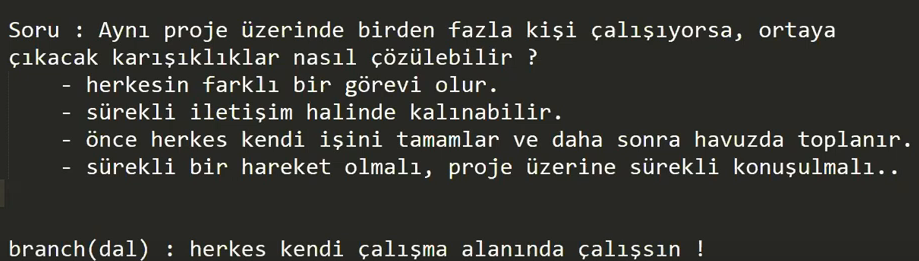 Soru : Aynı proje üzerinde birden fazla kişi çalışıyorsa, ortaya
çıkacak karışıklıklar nasıl çözülebilir ?
- herkesin farklı bir görevi olur.
- sürekli iletişim halinde kalınabilir.
- önce herkes kendi işini tamamlar ve daha sonra havuzda toplanır.
- sürekli bir hareket olmalı, proje üzerine sürekli konuşulmalı..
branch(dal) : herkes kendi çalışma alanında çalışsın !